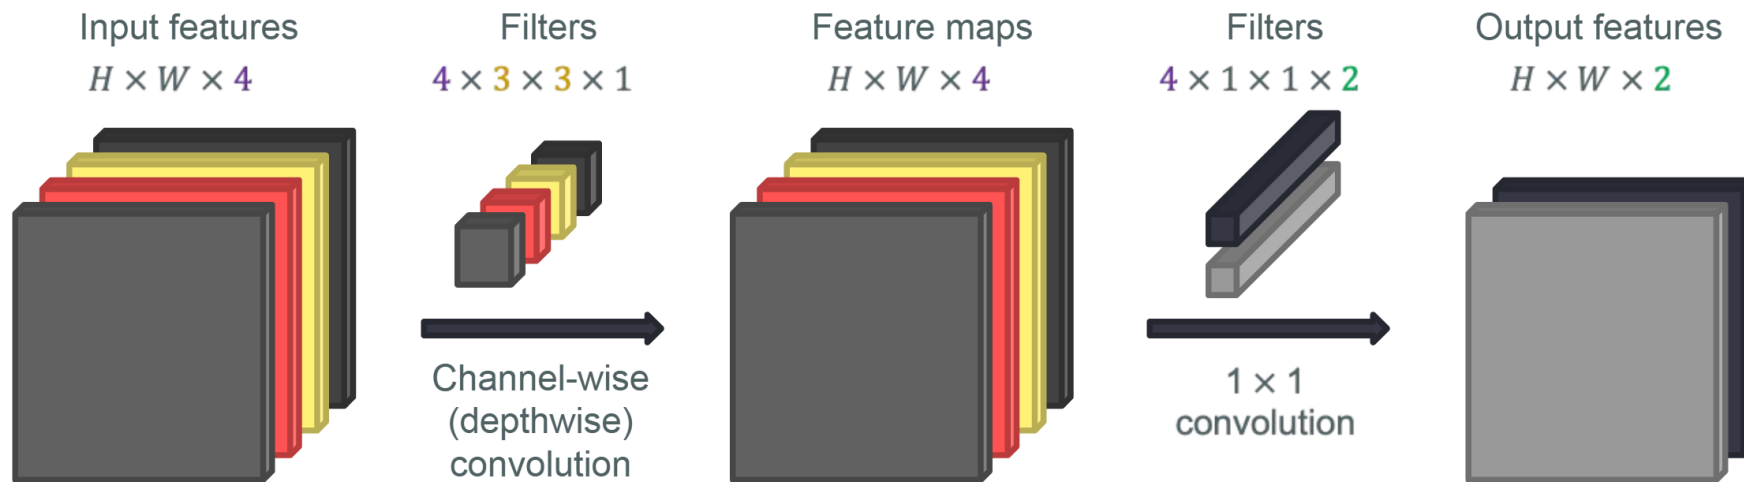 Input features
H × W × 4
Filters
4 × 3 × 3 × 1
Feature maps
H × W × 4
Filters
4 × 1 × 1 × 2
Output features
H × W × 2
Channel-wise
(depthwise)
convolution
1 × 1
convolution